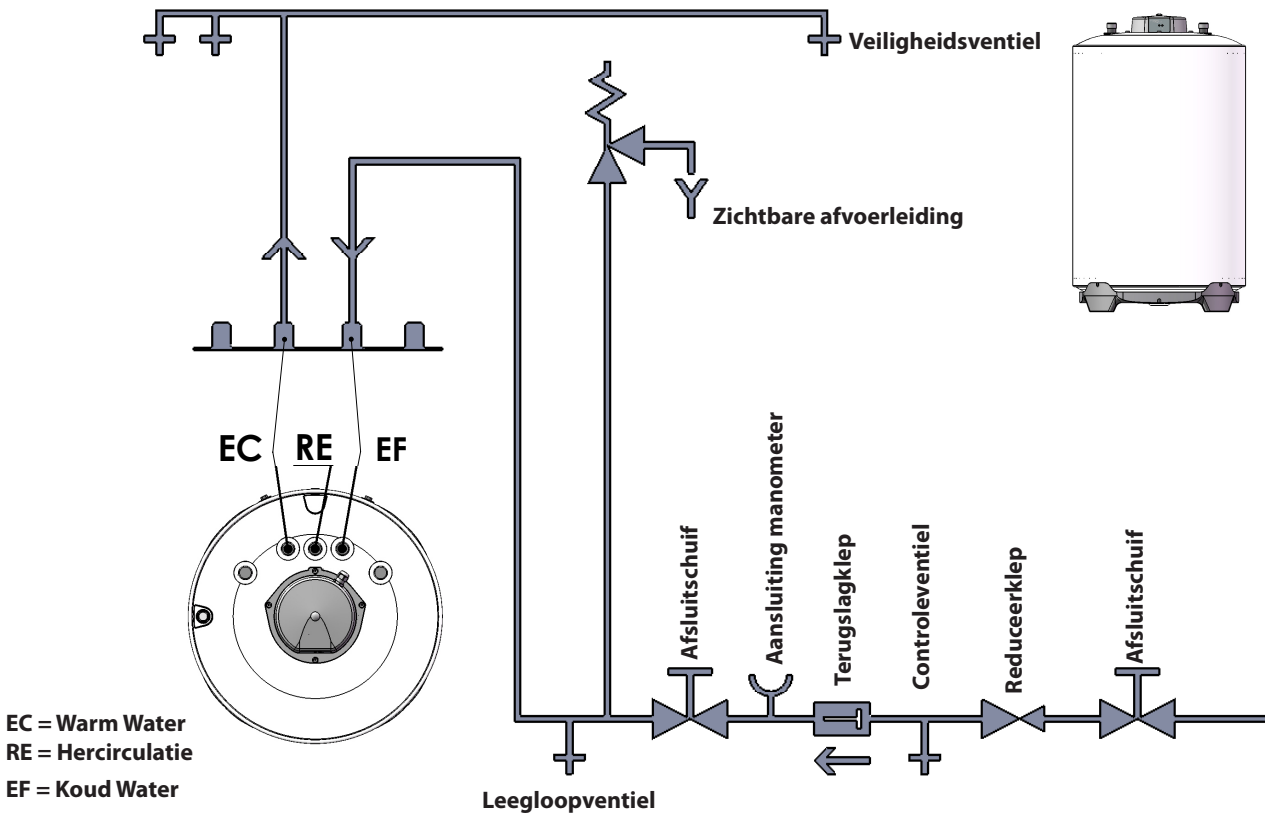 Veiligheidsventiel
Zichtbare afvoerleiding
EC
RE
EF
Afsluitschuif
Aansluiting manometer
Terugslagklep
Controleventiel
Reduceerklep
Afsluitschuif
EC = Warm Water
RE = Hercirculatie
EF = Koud Water
Leegloopventiel